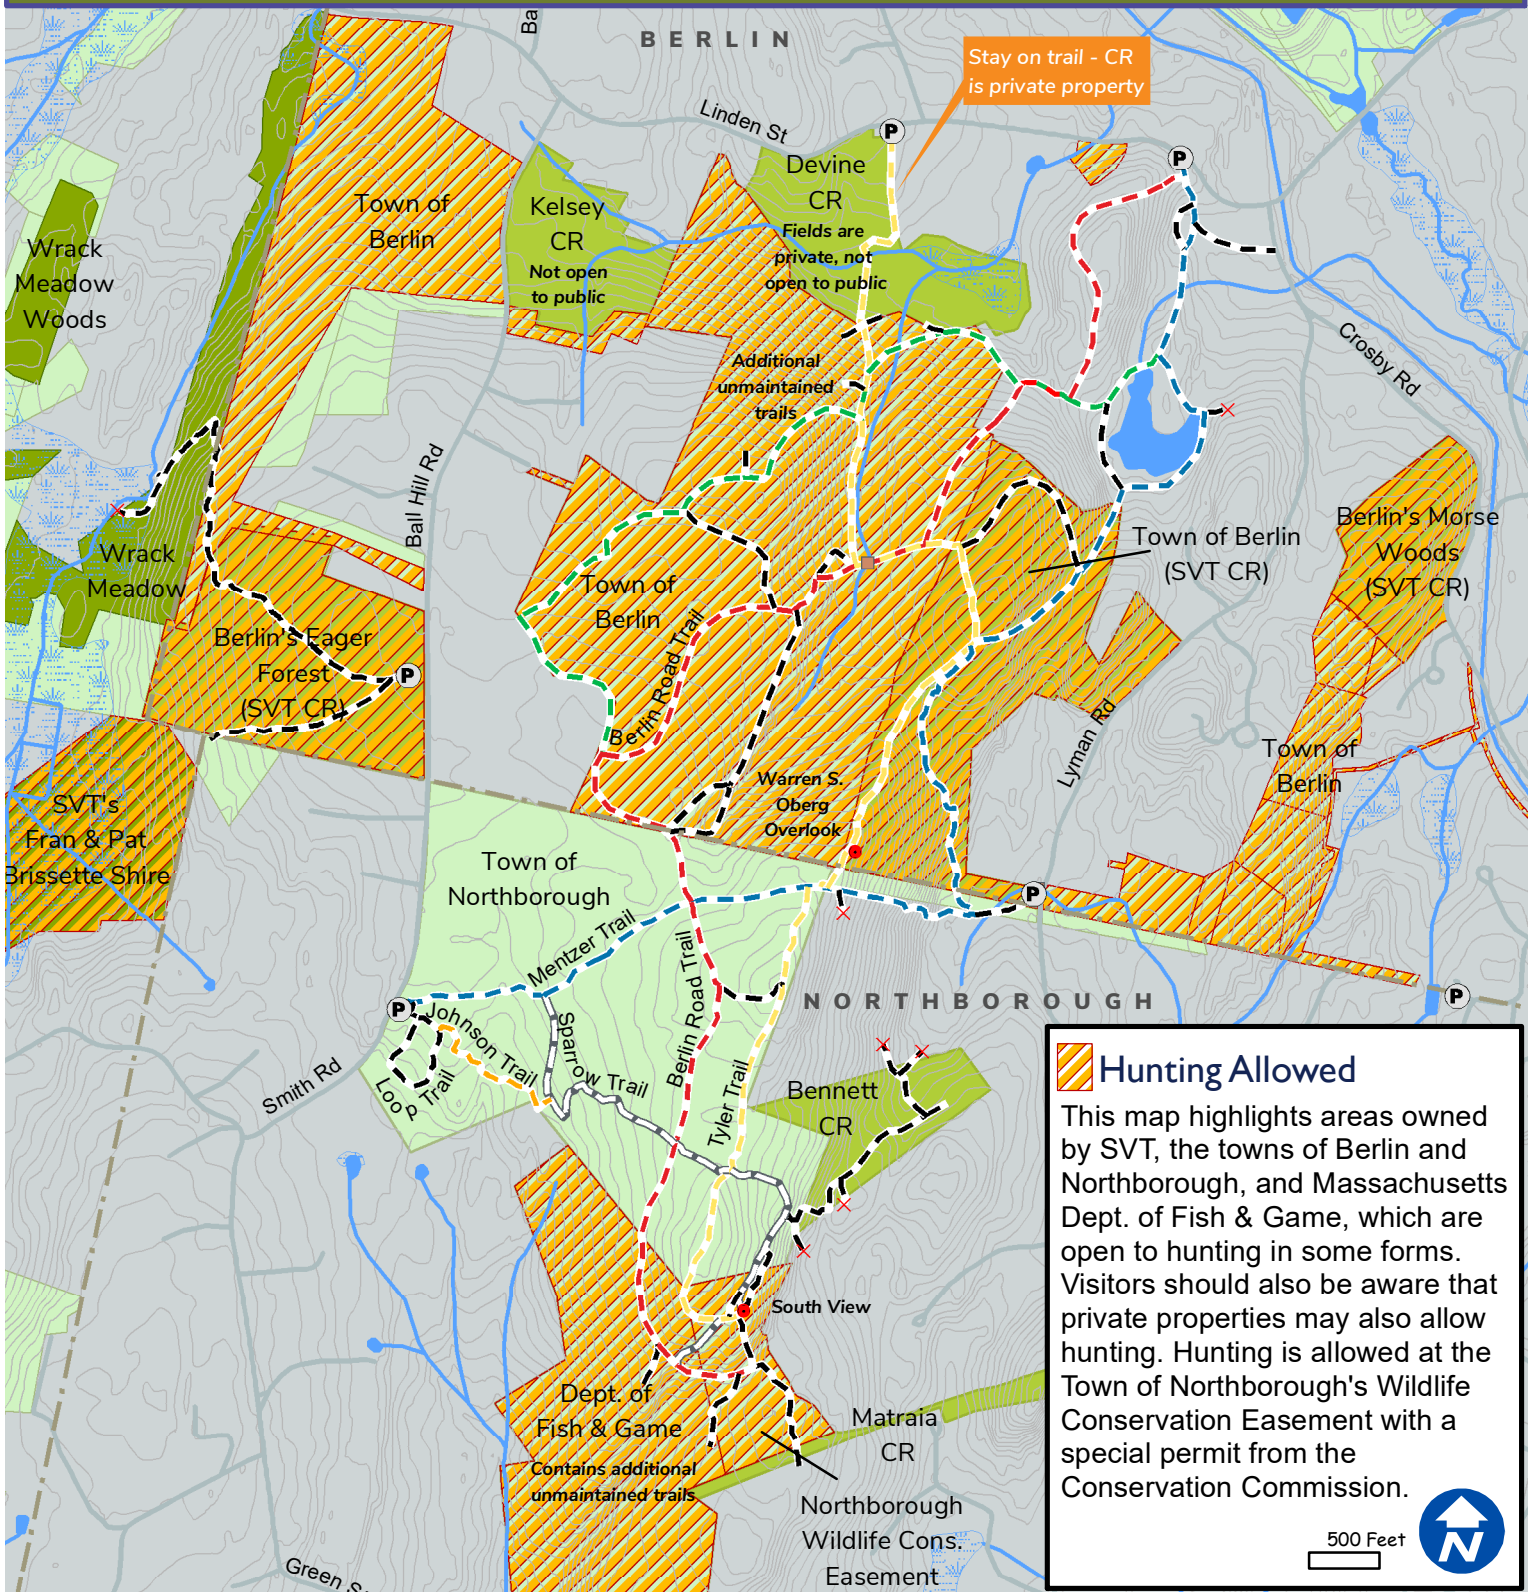 BERLIN
Ba
Stay on trail - CR
is private property
Linden St
P
P
Devine
CR
Fields are
private, not
open to public
Town of
Berlin
Kelsey
CR
Not open
to public
Wrack
Meadow
Woods
Crosby Rd
Additional
unmaintained
trails
Ball Hill Rd
Wrack
Meadow
Town of Berlin
(SVT CR)
Berlin's Morse
Woods
(SVT CR)
Town of
Berlin
Berlin's Eager
Forest
(SVT CR)
P
Berlin Road Trail
Lyman Rd
Town of
Berlin
Warren S.
Oberg
Overlook
SVT's
Fran & Pat
Brissette Shire
Town of
Northborough
P
Mentzer Trail
Berlin Road Trail
NORTHBOROUGH
P
P
Johnson Trail
Sparrow Trail
Loop Trail
Smith Rd
Tyler Trail
Bennett
CR
South View
Dept. of
Fish & Game
Contains additional
unmaintained trails
Matraia
CR
Northborough
Wildlife Cons.
Easement
Green S
Hunting Allowed
This map highlights areas owned
by SVT, the towns of Berlin and
Northborough, and Massachusetts
Dept. of Fish & Game, which are
open to hunting in some forms.
Visitors should also be aware that
private properties may also allow
hunting. Hunting is allowed at the
Town of Northborough's Wildlife
Conservation Easement with a
special permit from the
Conservation Commission.
500 Feet
N